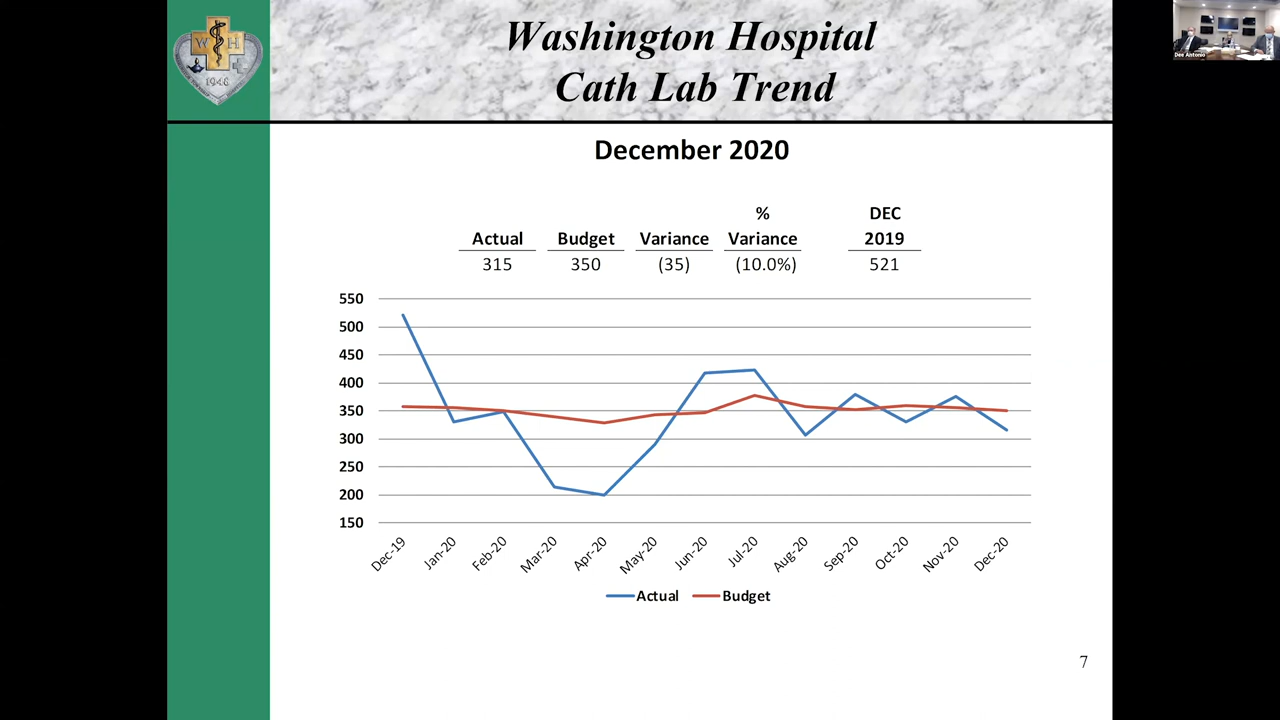 W H
1948
Washington Hospital
Cath Lab Trend
Dee Antonio
December 2020
% DEC
Actual Budget Variance Variance 2019
315 350 (35) (10.0%) 521
550
500
450
400
350
300
250
200
150
Dec-19 Jan-20 Feb-20 Mar-20 Apr-20 May-20 Jun-20 Jul-20 Aug-20 Sep-20 Oct-20 Nov-20 Dec-20
Actual Budget
7